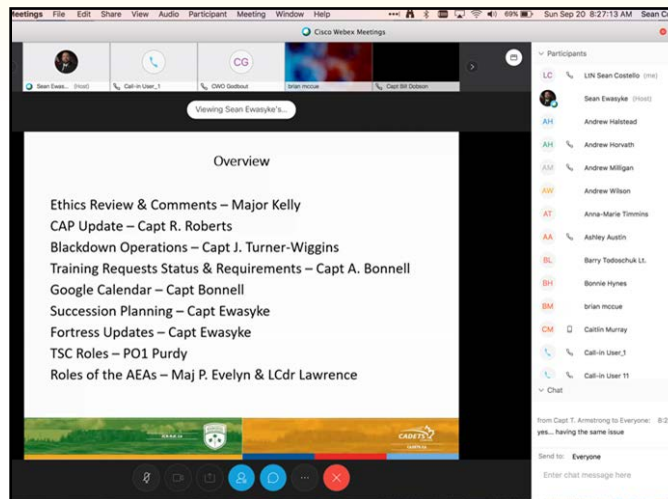 Meetings File Edit Share View Audio Participant Meeting Window Help 69% Sun Sep 20 8:27:13 AM Sean Co
Cisco Webex Meetings
CG
Sean Ewas... (Host) Call-in User_1 CWO Godbout brian mccue Capt Bill Dobson
Viewing Sean Ewasyke's...
Overview
Ethics Review & Comments – Major Kelly
CAP Update – Capt R. Roberts
Blackdown Operations – Capt J. Turner-Wiggins
Training Requests Status & Requirements – Capt A. Bonnell
Google Calendar – Capt Bonnell
Succession Planning – Capt Ewasyke
Fortress Updates – Capt Ewasyke
TSC Roles – PO1 Purdy
Roles of the AEAs – Maj P. Evelyn & LCdr Lawrence
CADETS
Participants
LC LtN Sean Costello (me)
Sean Ewasyke (Host)
AH Andrew Halstead
AH Andrew Horvath
AM Andrew Milligan
AW Andrew Wilson
AT Anna-Marie Timmins
AA Ashley Austin
BL Barry Todoschuk Lt.
BH Bonnie Hynes
BM brian mccue
CM Caitlin Murray
Call-in User_1
Call-in User 11
Chat
from Capt T. Armstrong to Everyone: 8:2
yes... having the same issue
Send to: Everyone
Enter chat message here